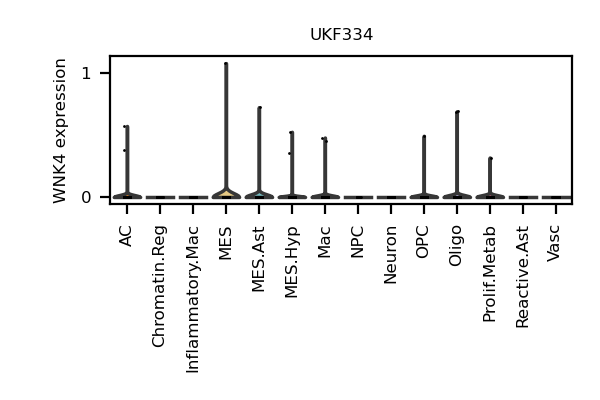 UKF334
WNK4 expression
1
0
AC
Chromatin.Reg
Inflammatory.Mac
MES
MES.Ast
MES.Hyp
Mac
NPC
Neuron
OPC
Oligo
Prolif.Metab
Reactive.Ast
Vasc